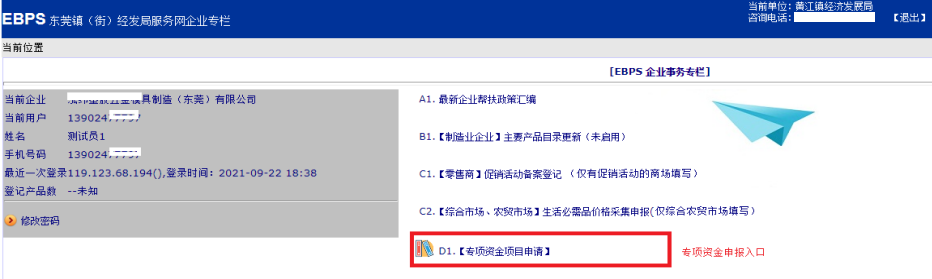 EBPS 东莞镇（街）经发局服务网企业专栏
当前单位：黄江镇经济发展局
咨询电话：
【退出】
当前位置
[EBPS 企业事务专栏]
当前企业 具制造（东莞）有限公司
当前用户 13902477
姓名 测试员1
手机号码 139024
最近一次登录119.123.68.194(),登录时间：2021-09-22 18:38
登记产品数 --未知
修改密码
A1. 最新企业帮扶政策汇编
B1.【制造业企业】主要产品目录更新（未启用）
C1.【零售商】促销活动备案登记 （仅有促销活动的商场填写）
C2.【综合市场、农贸市场】生活必需品价格采集申报(仅综合农贸市场填写）
D1.【专项资金项目申请】
专项资金申报入口